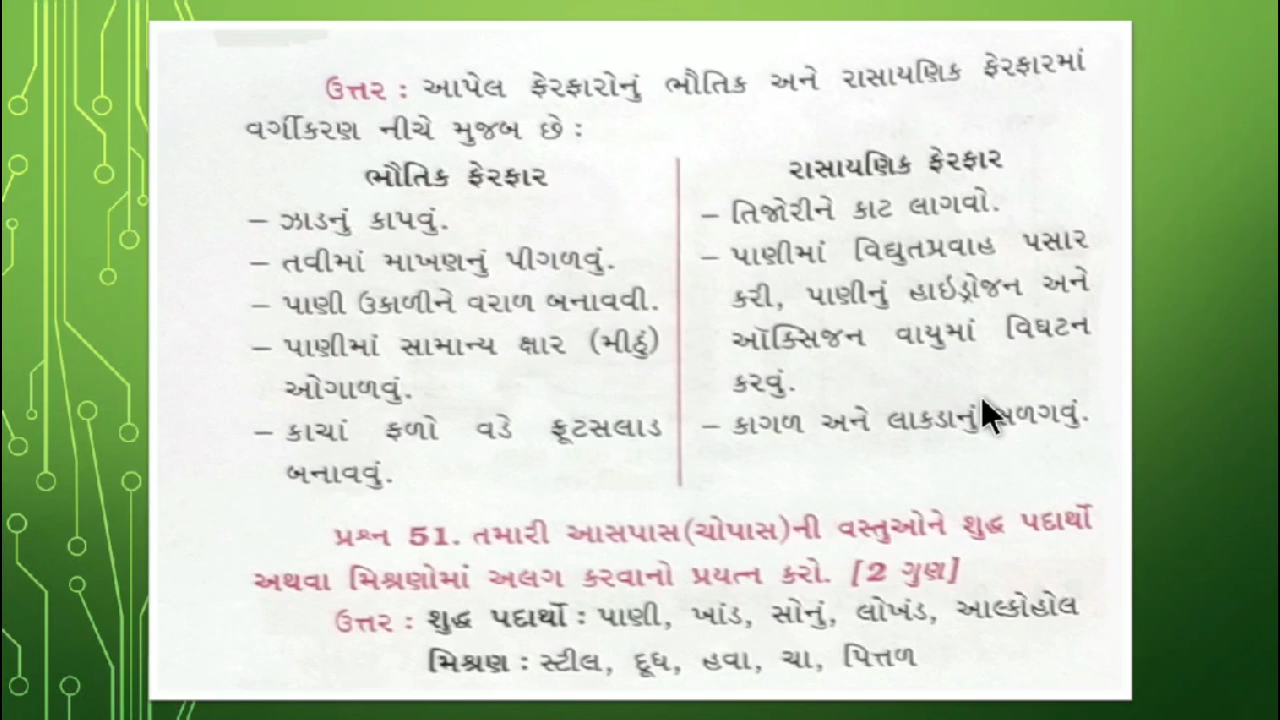 ઉત્તર : આપેલ ફેરફારોનું ભૌતિક અને રાસાયણિક ફેરફારમાં
વર્ગીકરણ નીચે મુજબ છે :
ભૌતિક ફેરફાર
– ઝાડનું કાપવું.
– તવીમાં માખણનું પીગળવું.
– પાણી ઉકાળીને વરાળ બનાવવી.
– પાણીમાં સામાન્ય ક્ષાર (મીઠું)
ઓગાળવું.
– કાચાં ફળો વડે ફ્રૂટસલાડ
બનાવવું.
રાસાયણિક ફેરફાર
– તિજોરીને કાટ લાગવો.
– પાણીમાં વિદ્યુતપ્રવાહ પસાર
કરી, પાણીનું હાઇડ્રોજન અને
ઑક્સિજન વાયુમાં વિઘટન
કરવું.
– કાગળ અને લાકડાનું
પ્રશ્ન 51. તમારી આસપાસ(ચોપાસ)ની વસ્તુઓને શુદ્ધ પદાર્થો
અથવા મિશ્રણોમાં અલગ કરવાનો પ્રયત્ન કરો. [2 ગુણ]
ઉત્તર : શુદ્ધ પદાર્થો : પાણી, ખાંડ, સોનું, લોખંડ, આલ્કોહોલ
મિશ્રણ : સ્ટીલ, દૂધ, હવા, ચા, પિત્તળ